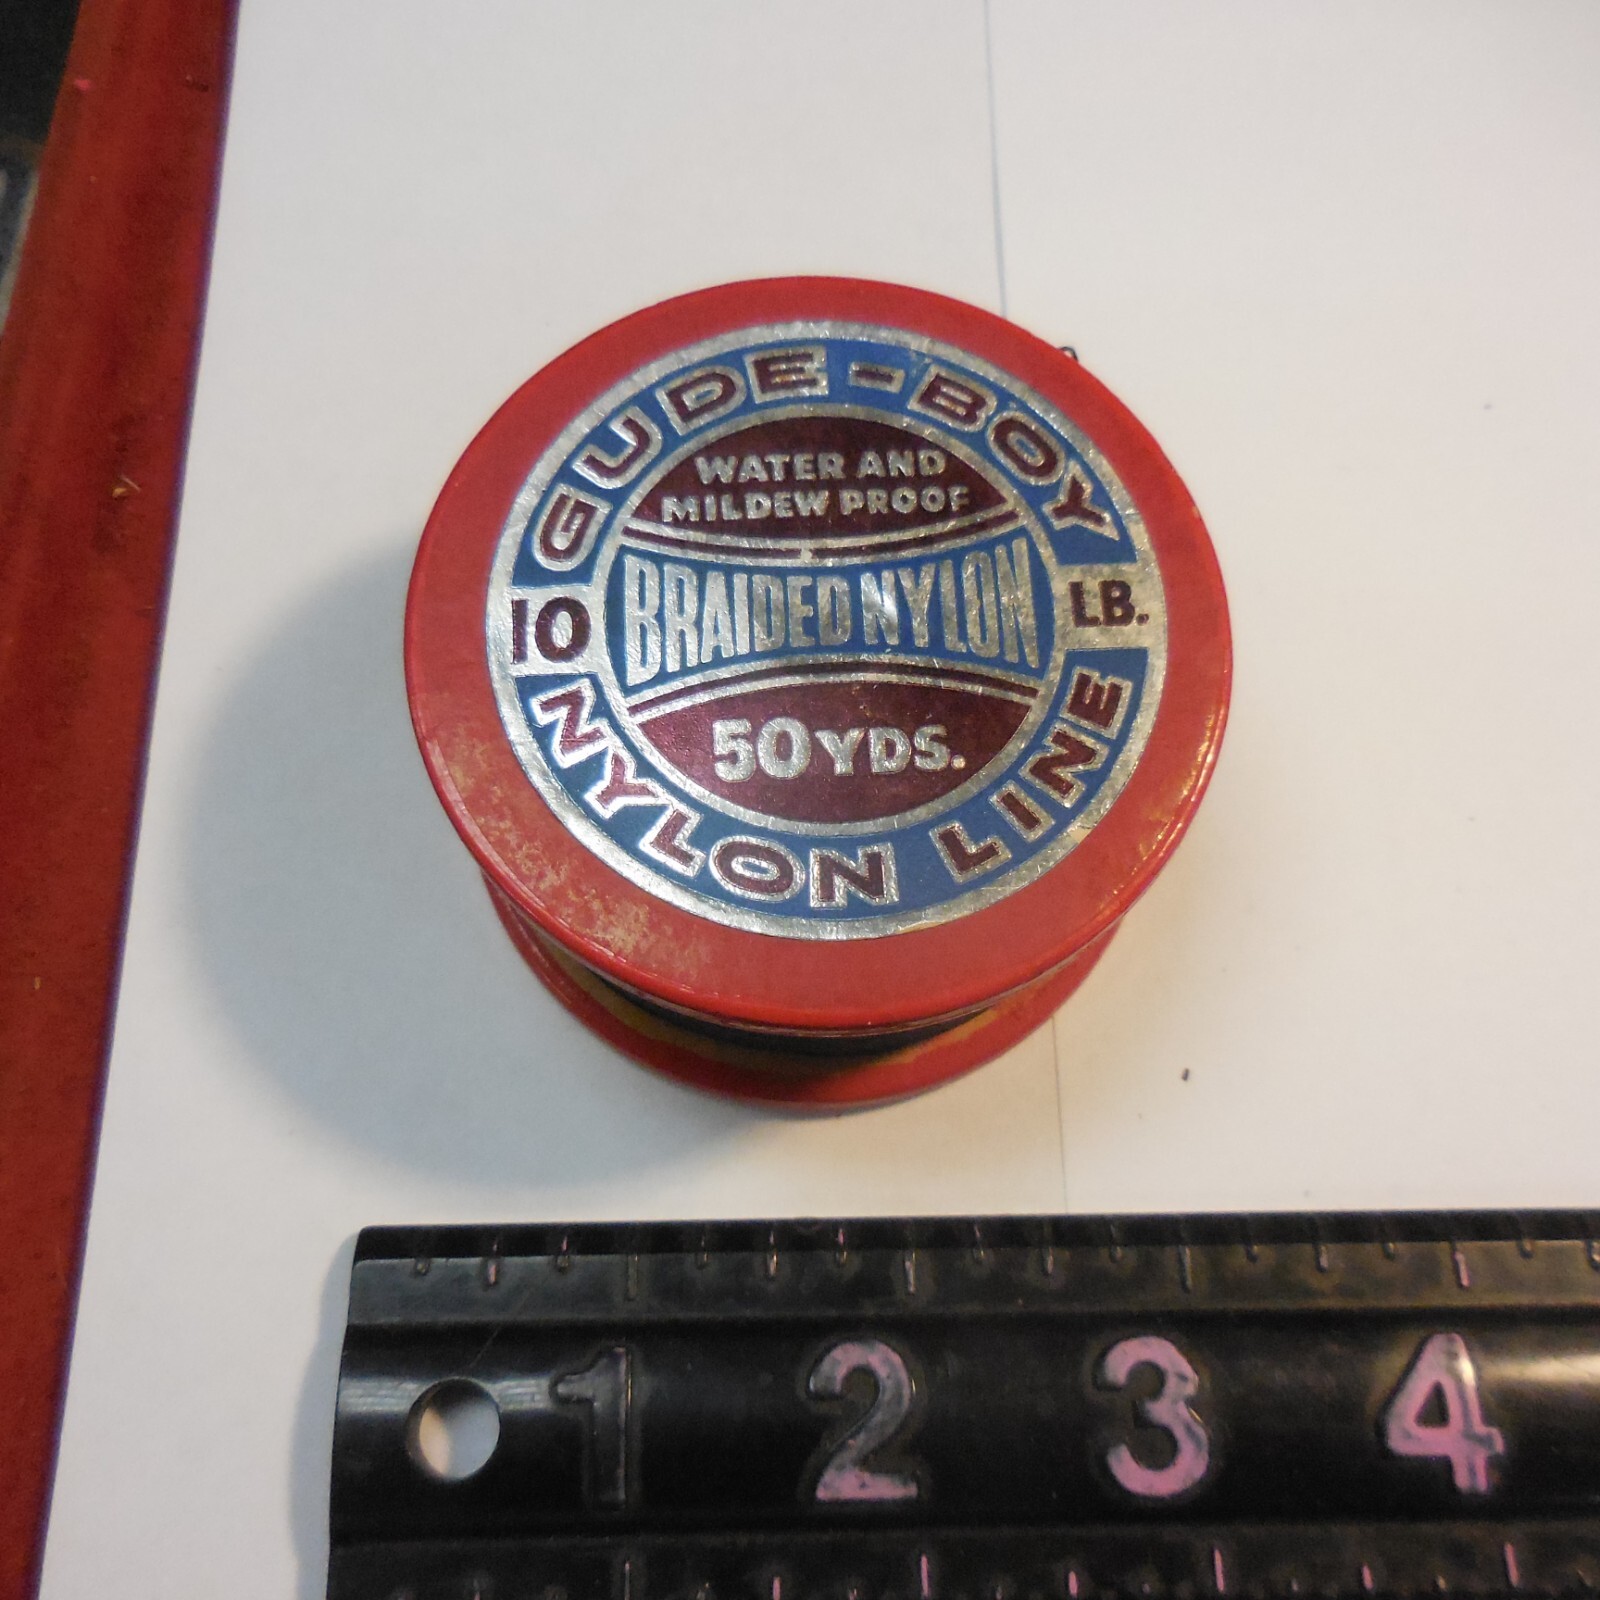 GUDE-BOY
WATER AND
MILDEW PROOF
BRAIDED NYLON
10 LB.
50 YDS.
NYLON LINE
1 2 3 4